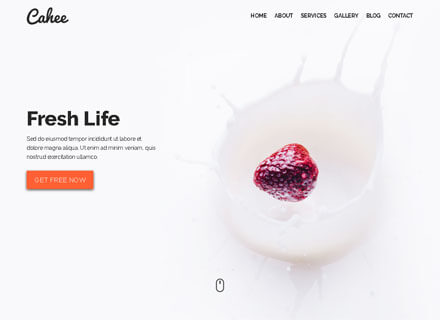 Cahee
HOME ABOUT SERVICES GALLERY BLOG CONTACT
Fresh Life
Sed do eiusmod tempor incididunt ut labore et
dolore magna aliqua. Ut enim ad minim veniam, quis
nostrud exercitation ullamco.
GET FREE NOW